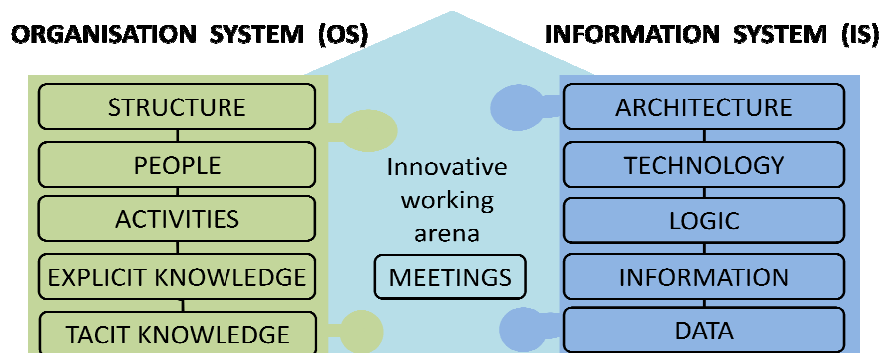 ORGANISATION SYSTEM (OS)
STRUCTURE
PEOPLE
ACTIVITIES
EXPLICIT KNOWLEDGE
TACIT KNOWLEDGE
Innovative
working
arena
MEETINGS
INFORMATION SYSTEM (IS)
ARCHITECTURE
TECHNOLOGY
LOGIC
INFORMATION
DATA